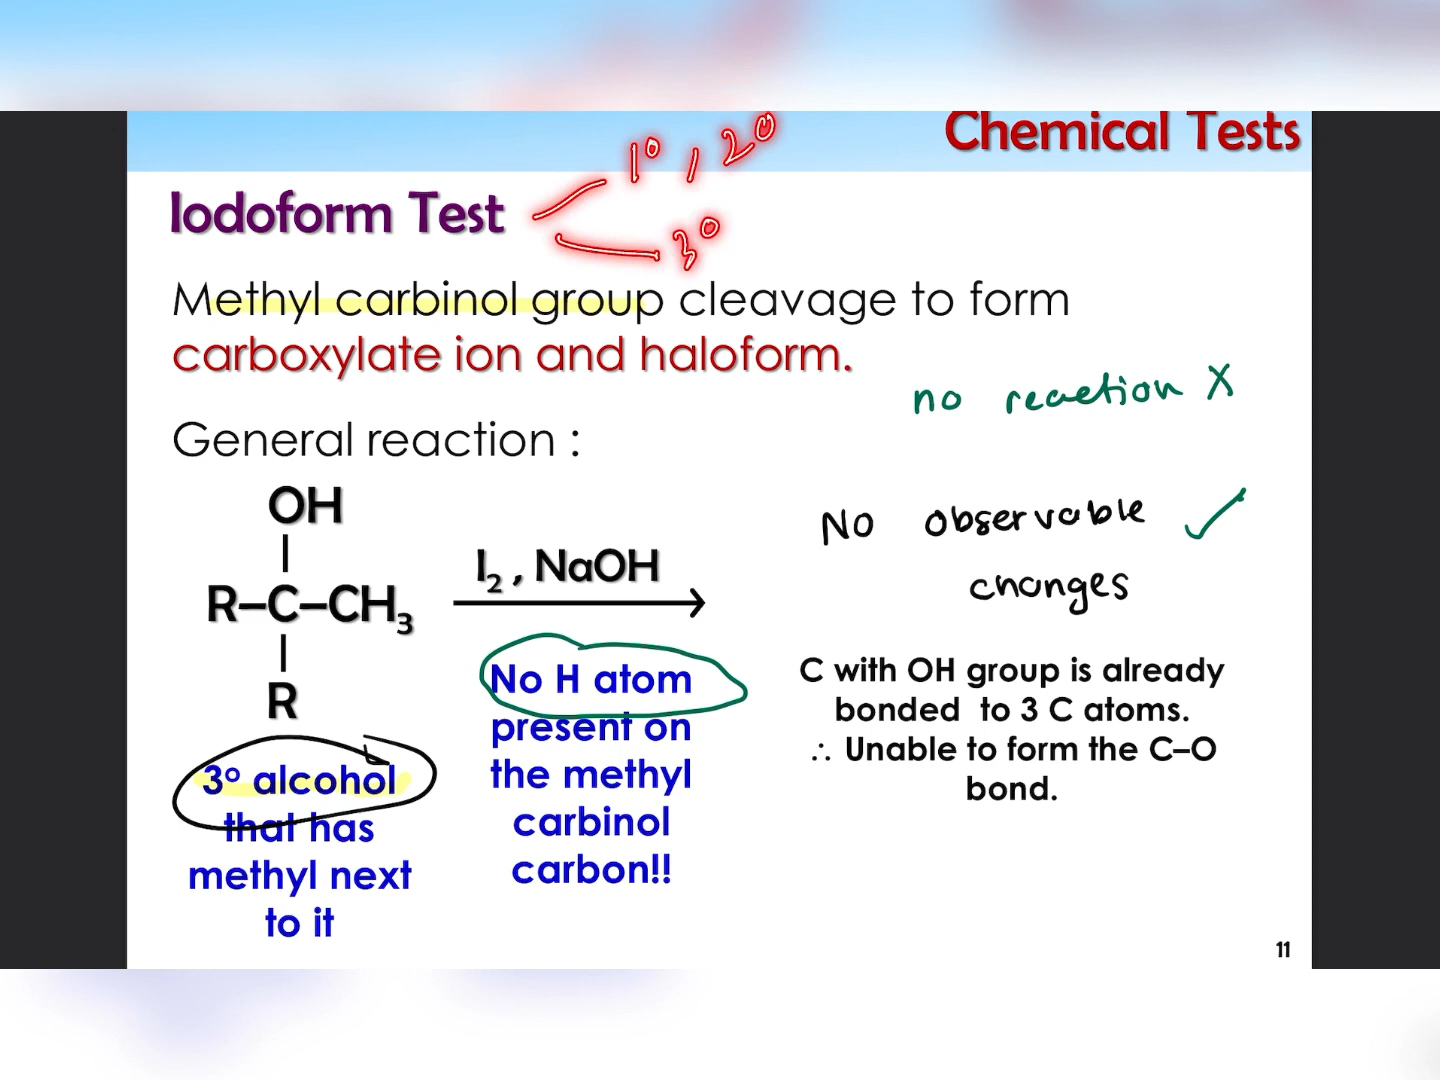 Chemical Tests
1°, 2°
Iodoform Test
3°
Methyl carbinol group cleavage to form
carboxylate ion and haloform.
no reaction X
General reaction :
OH
R–C–CH₃
R
I₂ , NaOH
No observable ✓
changes
No H atom
present on
the methyl
carbinol
carbon!!
C with OH group is already
bonded to 3 C atoms.
∴ Unable to form the C–O
bond.
3° alcohol
that has
methyl next
to it
11